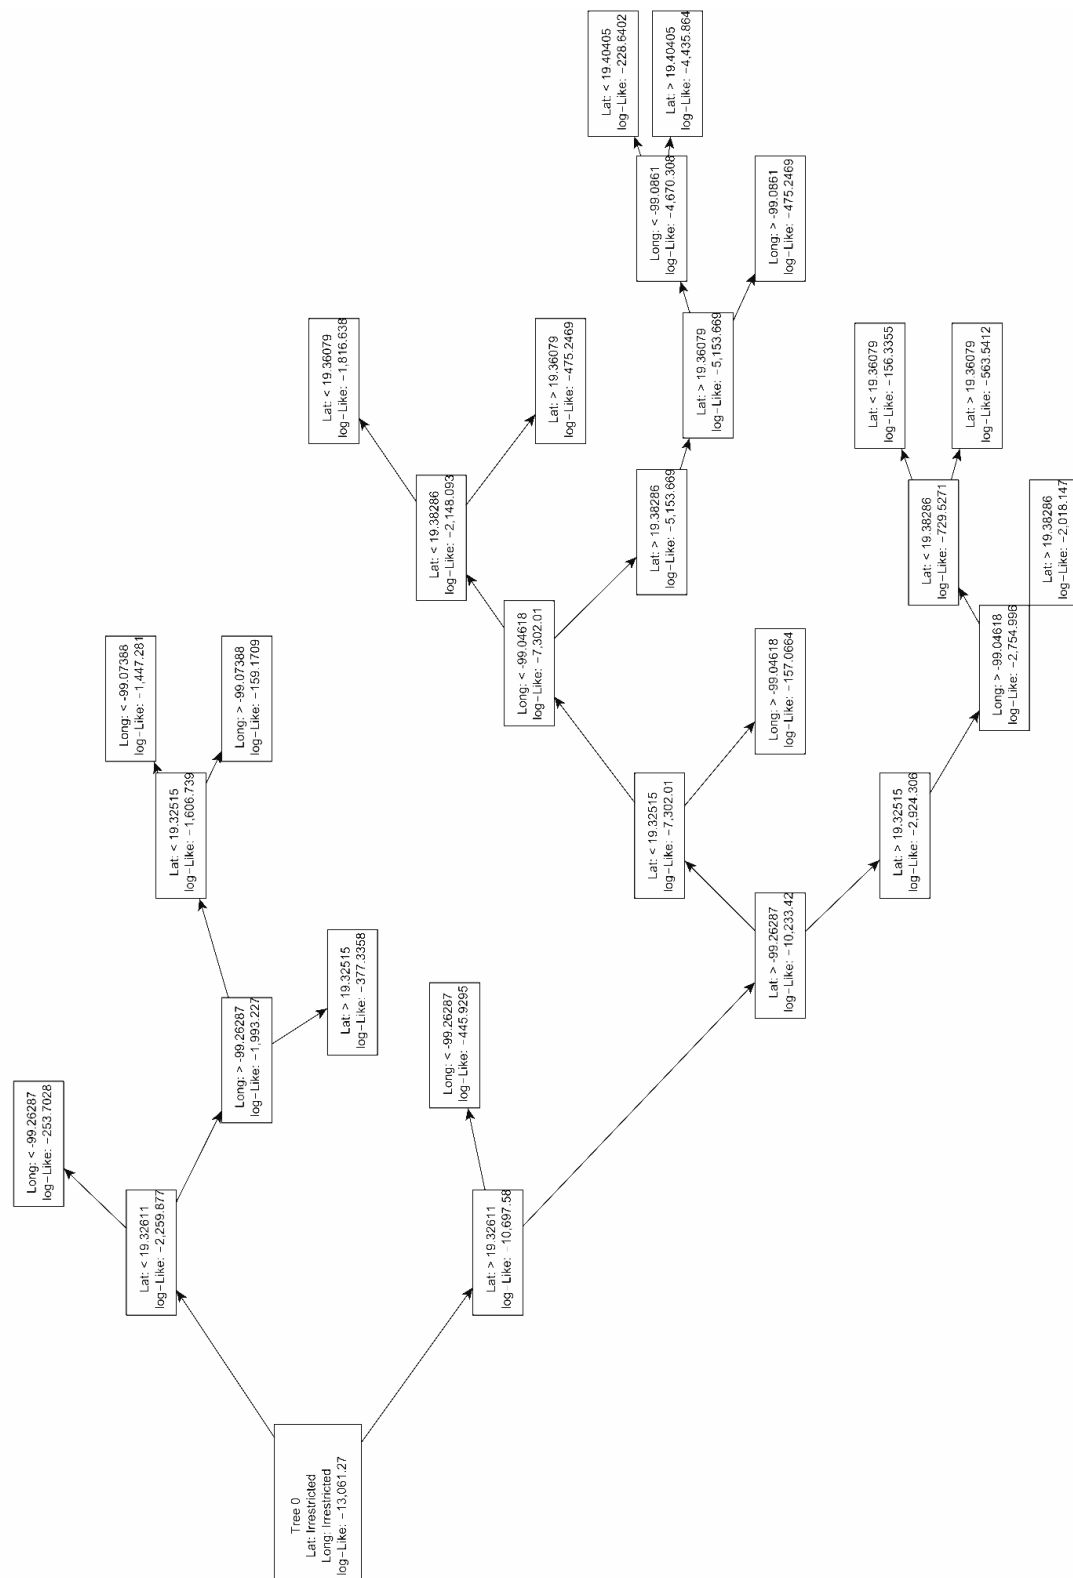 Tree 0
Lat: Irrestricted
Long: Irrestricted
log-Like: −13,061.27
Lat: < 19.32611
log-Like: −2,259.877
Lat: > 19.32611
log-Like: −10,697.58
Long: < -99.26287
log-Like: −253.7028
Long: > -99.26287
log-Like: −1,993.227
Long: < -99.26287
log-Like: −445.9295
Lat: > -99.26287
log-Like: −10,233.42
Lat: < 19.32515
log-Like: −1,606.739
Lat: > 19.32515
log-Like: −377.3358
Lat: < 19.32515
log-Like: −7,302.01
Lat: > 19.32515
log-Like: −2,924.306
Long: < -99.07388
log-Like: −1,447.281
Long: > -99.07388
log-Like: −159.1709
Long: < -99.04618
log-Like: −7,302.01
Long: > -99.04618
log-Like: −157.0664
Long: > -99.04618
log-Like: −2,754.996
Lat: < 19.38286
log-Like: −2,148.093
Lat: > 19.38286
log-Like: −5,153.669
Lat: < 19.38286
log-Like: −729.5271
Lat: > 19.38286
log-Like: −2,018.147
Lat: < 19.36079
log-Like: −1,816.638
Lat: > 19.36079
log-Like: −475.2469
Lat: > 19.36079
log-Like: −5,153.669
Lat: < 19.36079
log-Like: −156.3355
Lat: > 19.36079
log-Like: −563.5412
Long: < -99.0861
log-Like: −4,670.308
Long: > -99.0861
log-Like: −475.2469
Lat: < 19.40405
log-Like: −228.6402
Lat: > 19.40405
log-Like: −4,435.864